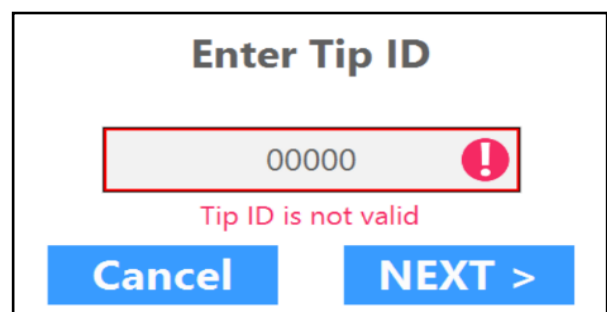 Enter Tip ID
00000
Tip ID is not valid
Cancel NEXT >